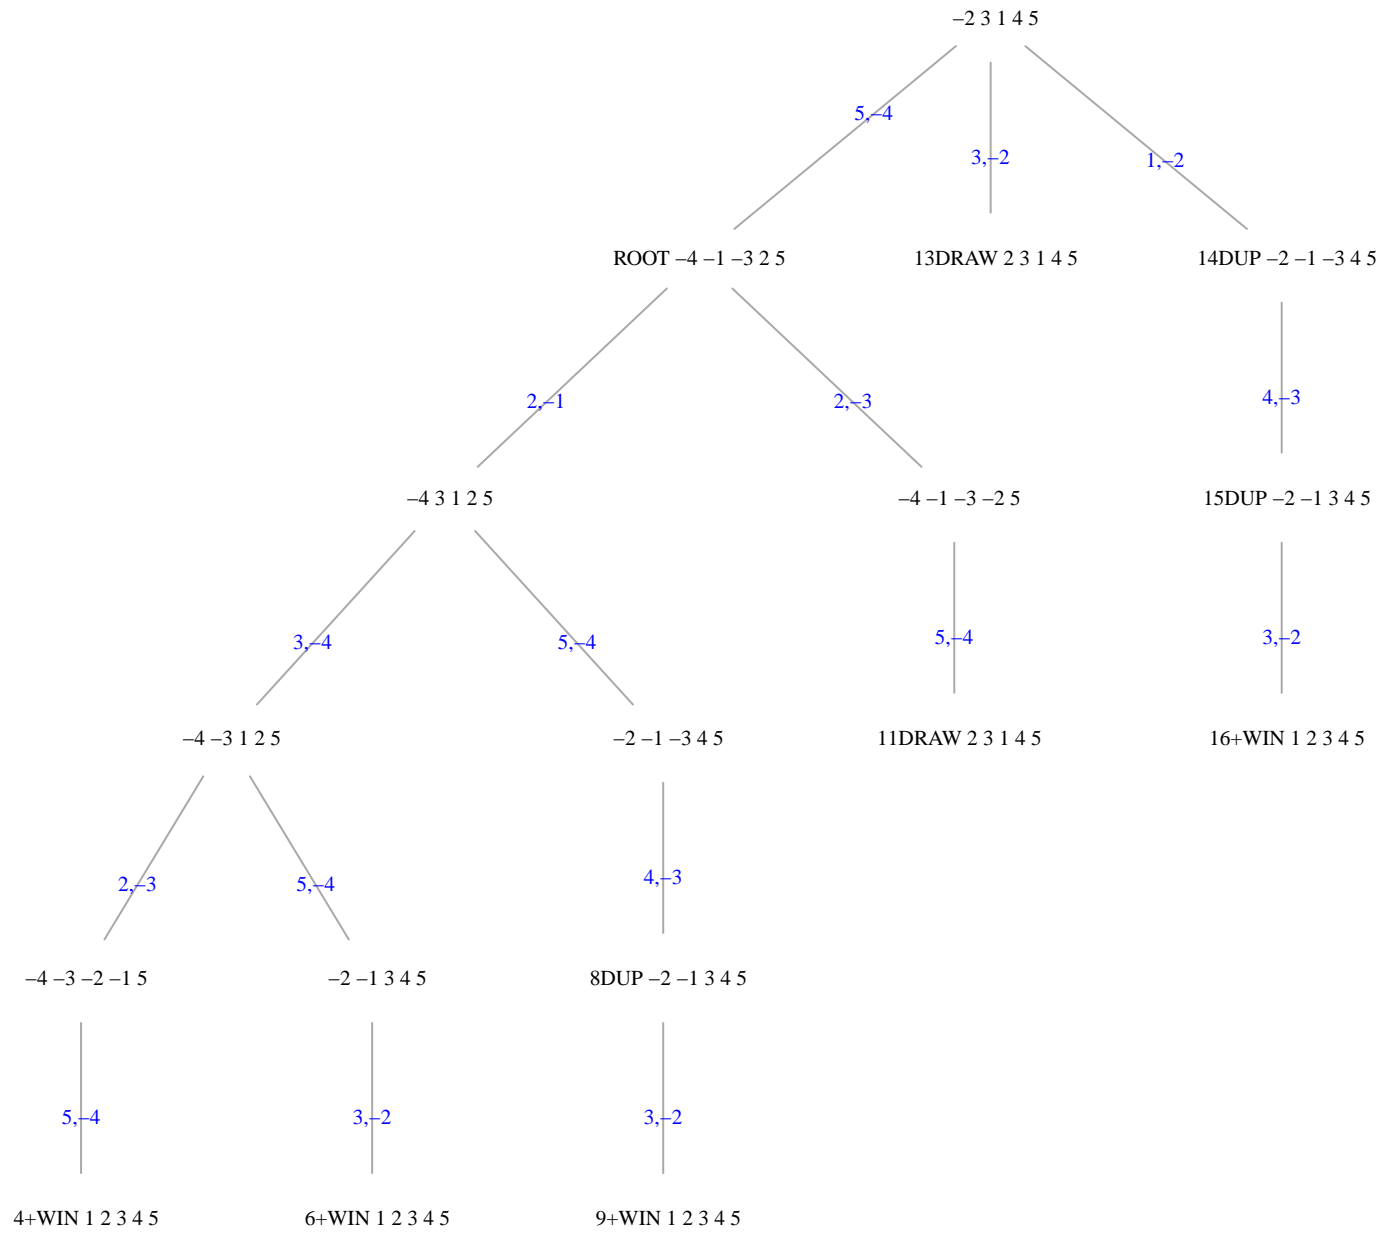 –2 3 1 4 5
5,–4
3,–2
1,–2
ROOT –4 –1 –3 2 5
13DRAW 2 3 1 4 5
14DUP –2 –1 –3 4 5
2,–1
2,–3
4,–3
–4 3 1 2 5
–4 –1 –3 –2 5
15DUP –2 –1 3 4 5
3,–4
5,–4
5,–4
3,–2
–4 –3 1 2 5
–2 –1 –3 4 5
11DRAW 2 3 1 4 5
16+WIN 1 2 3 4 5
2,–3
5,–4
4,–3
–4 –3 –2 –1 5
–2 –1 3 4 5
8DUP –2 –1 3 4 5
5,–4
3,–2
3,–2
4+WIN 1 2 3 4 5
6+WIN 1 2 3 4 5
9+WIN 1 2 3 4 5